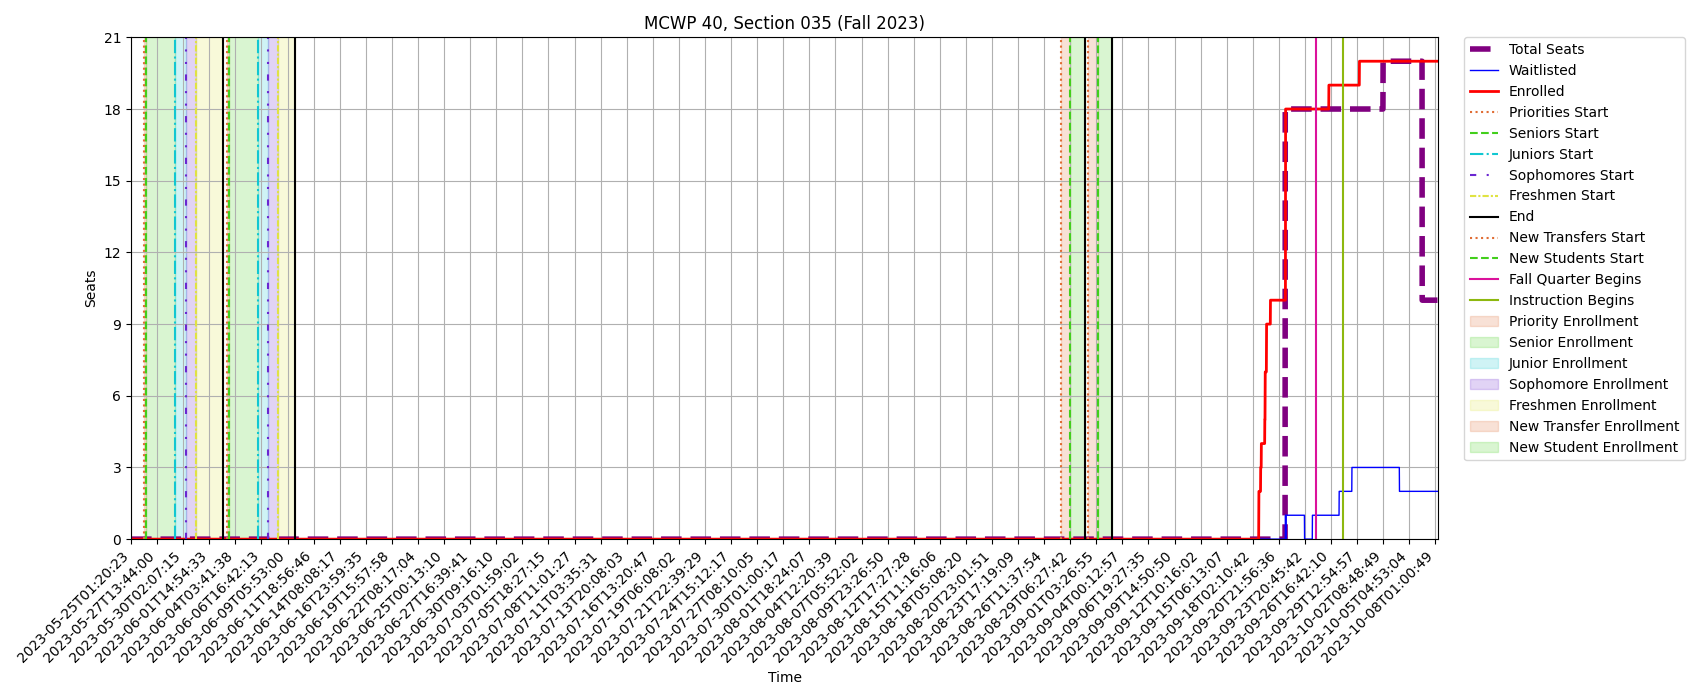 MCWP 40, Section 035 (Fall 2023)
Seats
21
18
15
12
9
6
3
0
2023-05-25T01:20:23
2023-05-27T13:44:00
2023-05-30T02:07:15
2023-06-01T14:54:33
2023-06-04T03:41:38
2023-06-06T16:42:13
2023-06-09T05:53:00
2023-06-11T18:56:46
2023-06-14T08:08:17
2023-06-16T23:59:35
2023-06-19T15:57:58
2023-06-22T08:17:04
2023-06-25T00:13:10
2023-06-27T16:39:41
2023-06-30T09:16:10
2023-07-03T01:59:02
2023-07-05T18:27:15
2023-07-08T11:01:27
2023-07-11T03:35:31
2023-07-13T20:08:03
2023-07-16T13:20:47
2023-07-19T06:08:02
2023-07-21T22:39:29
2023-07-24T15:12:17
2023-07-27T08:10:05
2023-07-30T01:00:17
2023-08-01T18:24:07
2023-08-04T12:20:39
2023-08-07T05:52:02
2023-08-09T23:26:50
2023-08-12T17:27:28
2023-08-15T11:16:06
2023-08-18T05:08:20
2023-08-20T23:01:51
2023-08-23T17:19:09
2023-08-26T11:37:54
2023-08-29T06:27:42
2023-09-01T03:26:55
2023-09-04T00:12:57
2023-09-06T19:27:35
2023-09-09T14:50:50
2023-09-12T10:16:02
2023-09-15T06:13:07
2023-09-18T02:10:42
2023-09-20T21:56:36
2023-09-23T20:45:42
2023-09-26T16:42:10
2023-09-29T12:54:57
2023-10-02T08:48:49
2023-10-05T04:53:04
2023-10-08T01:00:49
Time
Total Seats
Waitlisted
Enrolled
Priorities Start
Seniors Start
Juniors Start
Sophomores Start
Freshmen Start
End
New Transfers Start
New Students Start
Fall Quarter Begins
Instruction Begins
Priority Enrollment
Senior Enrollment
Junior Enrollment
Sophomore Enrollment
Freshmen Enrollment
New Transfer Enrollment
New Student Enrollment